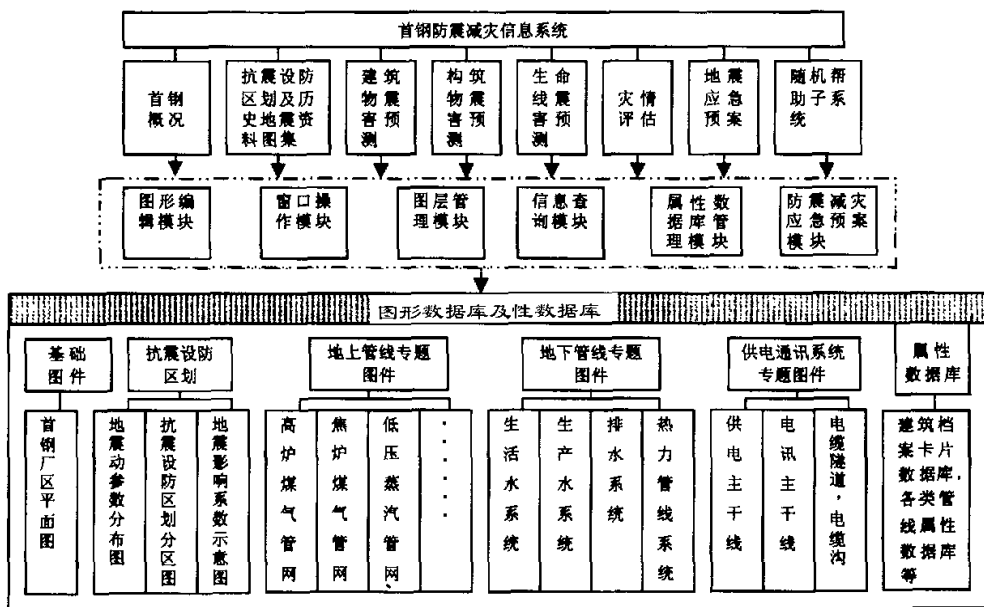 首钢防震减灾信息系统
首钢
概况
抗震设防
区划及历
史地震资
料图集
建筑
物震
害预
测
构筑
物震
害预
测
生命
线震
害预
测
灾情
评估
地震
应急
预案
随机帮
助子系
统
图形编
辑模块
窗口操
作模块
图层管
理模块
信息查
询模块
属性数
据库管
理模块
防震减灾
应急预案
模块
图形数据库及性数据库
基础
图件
抗震设防
区划
地上管线专题
图件
地下管线专题
图件
供电通讯系统
专题图件
属性
数据库
首钢厂区平面图
地震动参数分布图
抗震设防区划分区图
地震影响系数示意图
高炉煤气管网
焦炉煤气管网
低压蒸汽管网、
......
生活水系统
生产水系统
排水系统
热力管线系统
供电主干线
电讯主干线
电缆隧道，电缆沟
建筑档
案卡片
数据库，
各类管
线属性
数据库
等